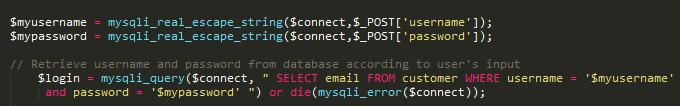 $myusername = mysqli_real_escape_string($connect,$_POST['username']);
$mypassword = mysqli_real_escape_string($connect,$_POST['password']);
// Retrieve username and password from database according to user's input
$login = mysqli_query($connect, " SELECT email FROM customer WHERE username = '$myusername'
and password = '$mypassword' ") or die(mysqli_error($connect));